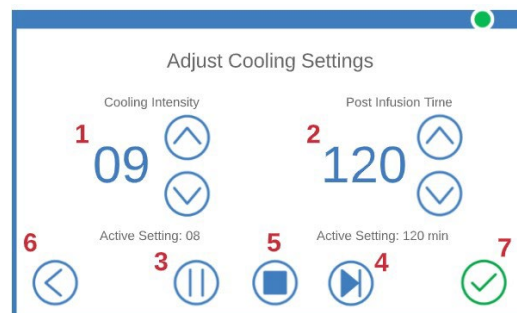 Adjust Cooling Settings
Cooling Intensity
Post Infusion Time
1
09
2
120
Active Setting: 08
Active Setting: 120 min
6
3
5
4
7